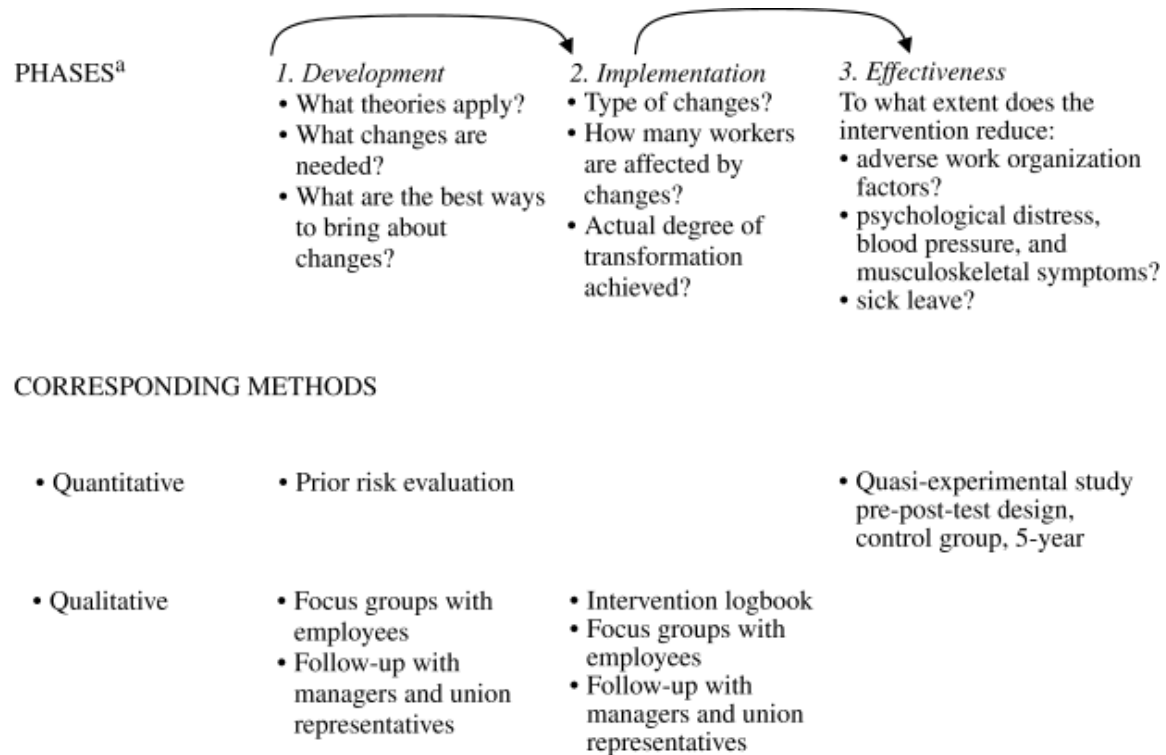 PHASESa
1. Development
• What theories apply?
• What changes are
needed?
• What are the best ways
to bring about
changes?
2. Implementation
• Type of changes?
• How many workers
are affected by
changes?
• Actual degree of
transformation
achieved?
3. Effectiveness
To what extent does the
intervention reduce:
• adverse work organization
factors?
• psychological distress,
blood pressure, and
musculoskeletal symptoms?
• sick leave?
CORRESPONDING METHODS
• Quantitative
• Prior risk evaluation
• Quasi-experimental study
pre-post-test design,
control group, 5-year
• Qualitative
• Focus groups with
employees
• Follow-up with
managers and union
representatives
• Intervention logbook
• Focus groups with
employees
• Follow-up with
managers and union
representatives